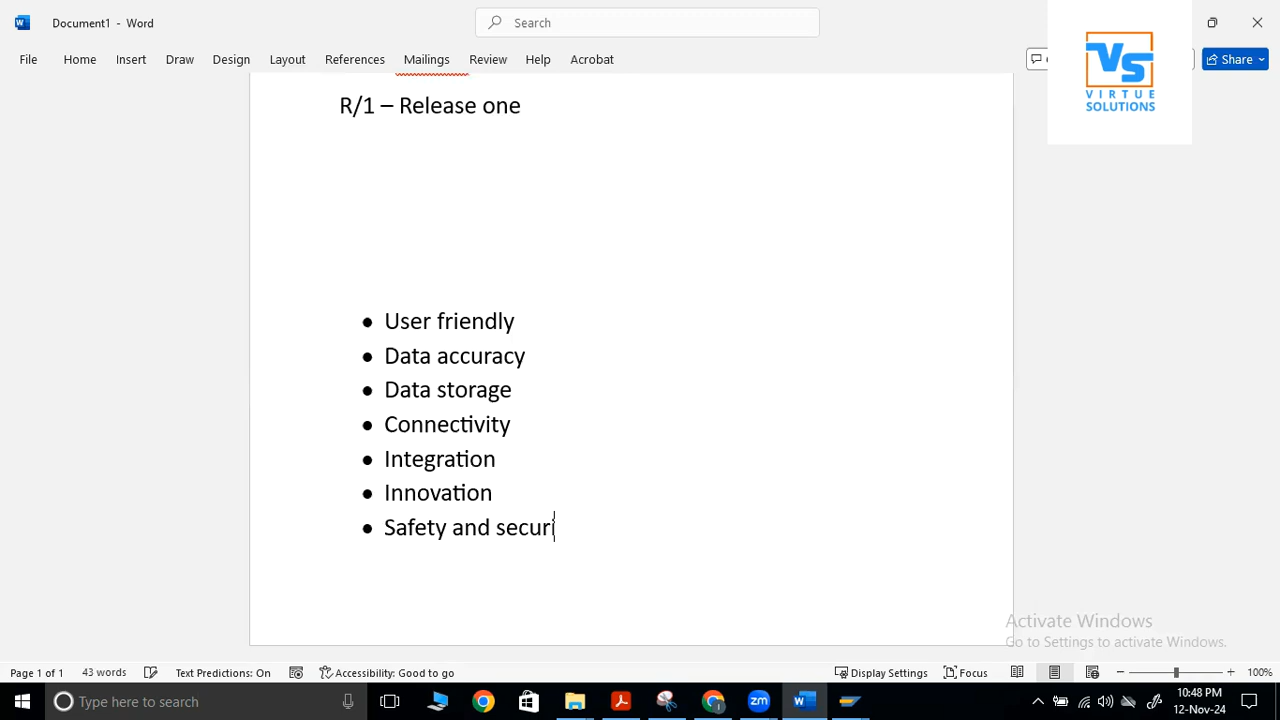 Document1 - Word
Search
VS
VIRTUE
SOLUTIONS
File Home Insert Draw Design Layout References Mailings Review Help Acrobat
Share
R/1 – Release one
• User friendly
• Data accuracy
• Data storage
• Connectivity
• Integration
• Innovation
• Safety and securi
Activate Windows
Go to Settings to activate Windows.
Page 1 of 1 43 words Text Predictions: On Accessibility: Good to go Display Settings Focus 100%
Type here to search
zm
10:48 PM
12-Nov-24